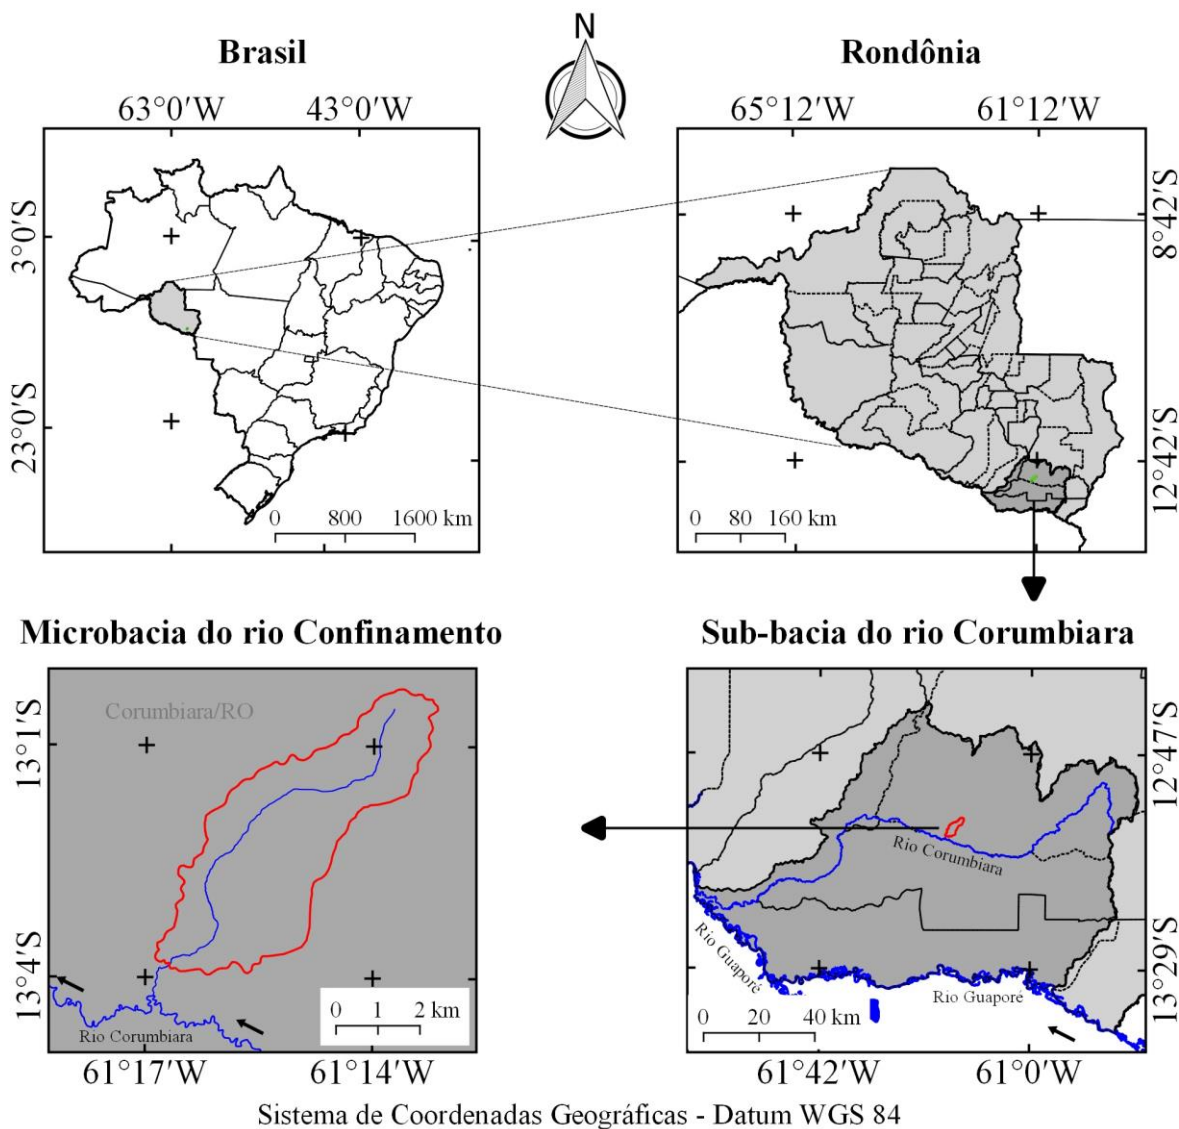 N
Brasil
63°0'W 43°0'W
3°0'S
23°0'S
0 800 1600 km
Rondônia
65°12'W 61°12'W
8°42'S
12°42'S
0 80 160 km
Microbacia do rio Confinamento
Corumbiara/RO
13°1'S
13°4'S
Rio Corumbiara
0 1 2 km
61°17'W 61°14'W
Sub-bacia do rio Corumbiara
12°47'S
13°29'S
Rio Corumbiara
Rio Guaporé
Rio Guaporé
0 20 40 km
61°42'W 61°0'W
Sistema de Coordenadas Geográficas - Datum WGS 84